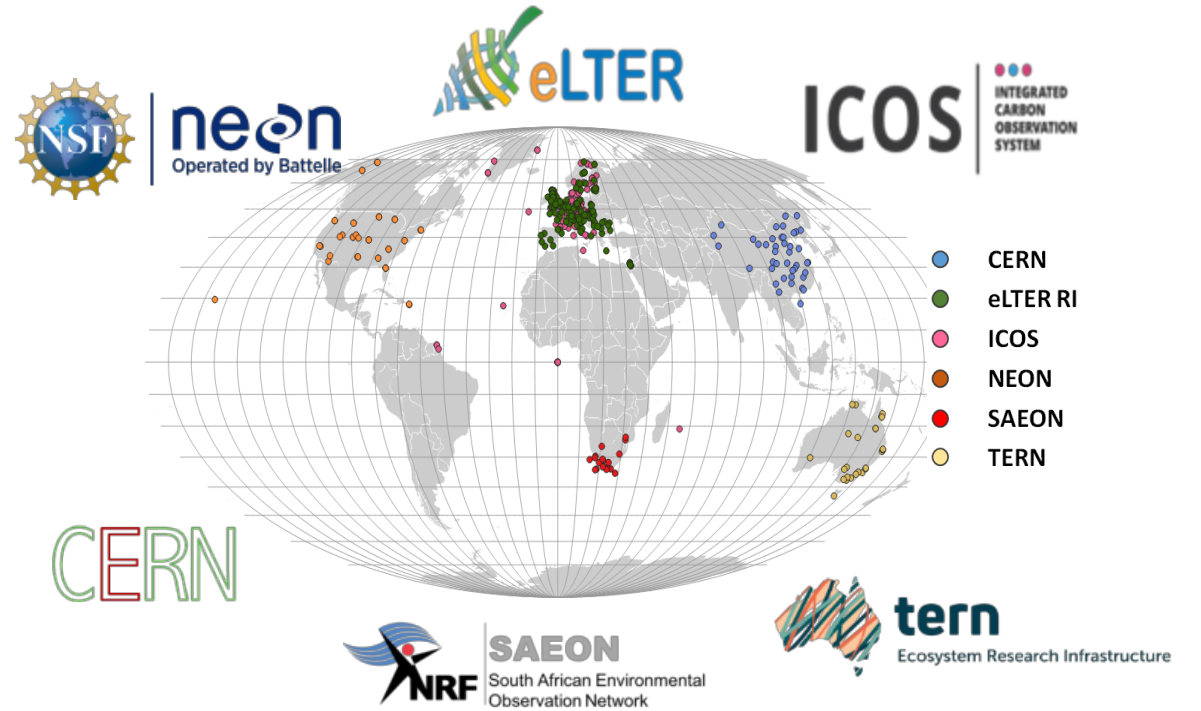 eLTER
NSF
neon
Operated by Battelle
ICOS
INTEGRATED
CARBON
OBSERVATION
SYSTEM
CERN
eLTER RI
ICOS
NEON
SAEON
TERN
CERN
NRF
SAEON
South African Environmental
Observation Network
tern
Ecosystem Research Infrastructure